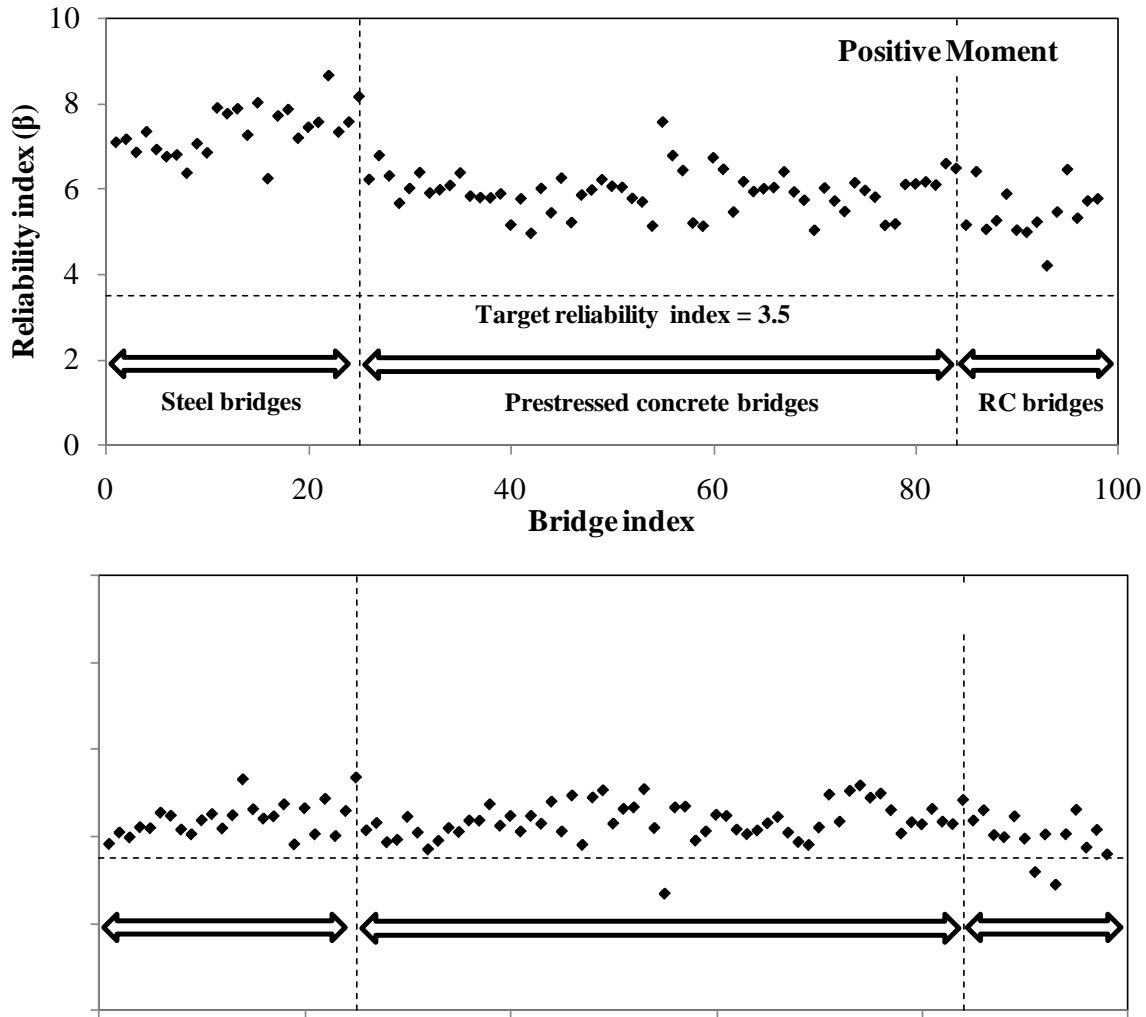 10
Positive Moment
8
6
4
2
0
Reliability index (β)
Target reliability index = 3.5
Steel bridges
Prestressed concrete bridges
RC bridges
0 20 40 60 80 100
Bridge index